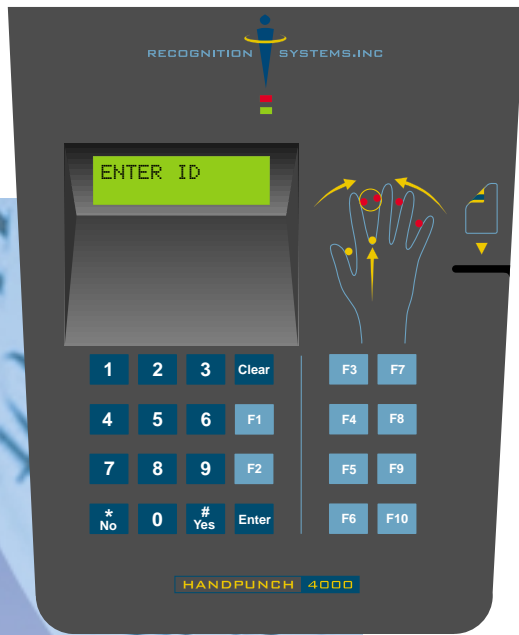 RECOGNITION SYSTEMS.INC
ENTER ID
1 2 3 Clear F3 F7
4 5 6 F1 F4 F8
7 8 9 F2 F5 F9
* No 0 # Yes Enter F6 F10
HANDPUNCH 4000